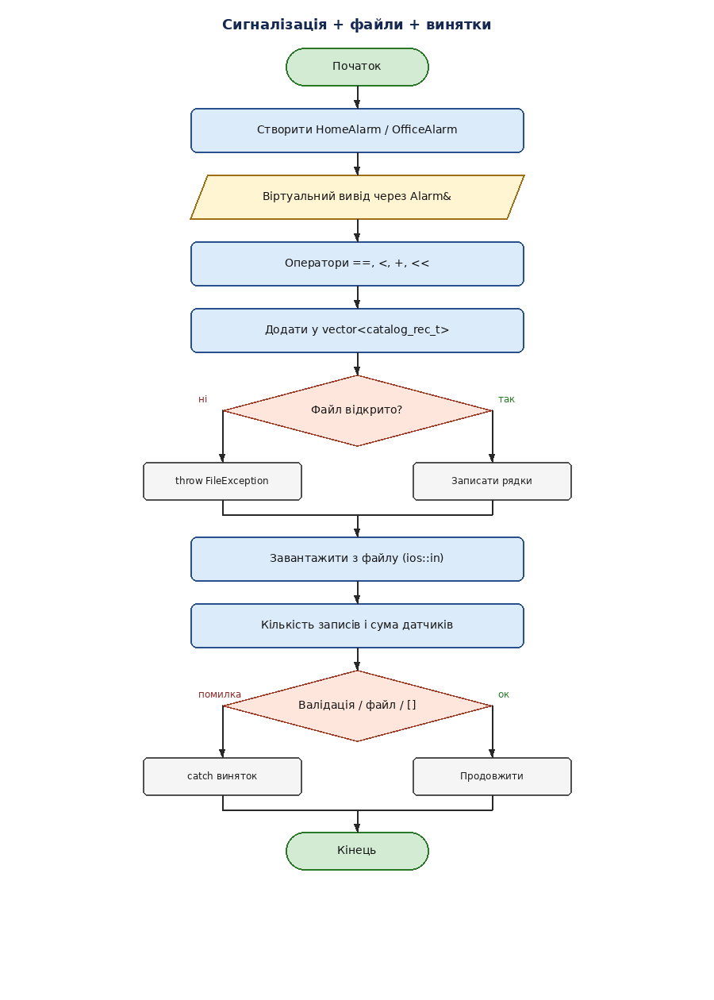 Сигналізація + файли + винятки
Початок
Створити HomeAlarm / OfficeAlarm
Віртуальний вивід через Alarm&
Оператори ==, <, +, <<
Додати у vector<catalog_rec_t>
Файл відкрито?
ні
так
throw FileException
Записати рядки
Завантажити з файлу (ios::in)
Кількість записів і сума датчиків
Валідація / файл / []
помилка
ок
catch виняток
Продовжити
Кінець